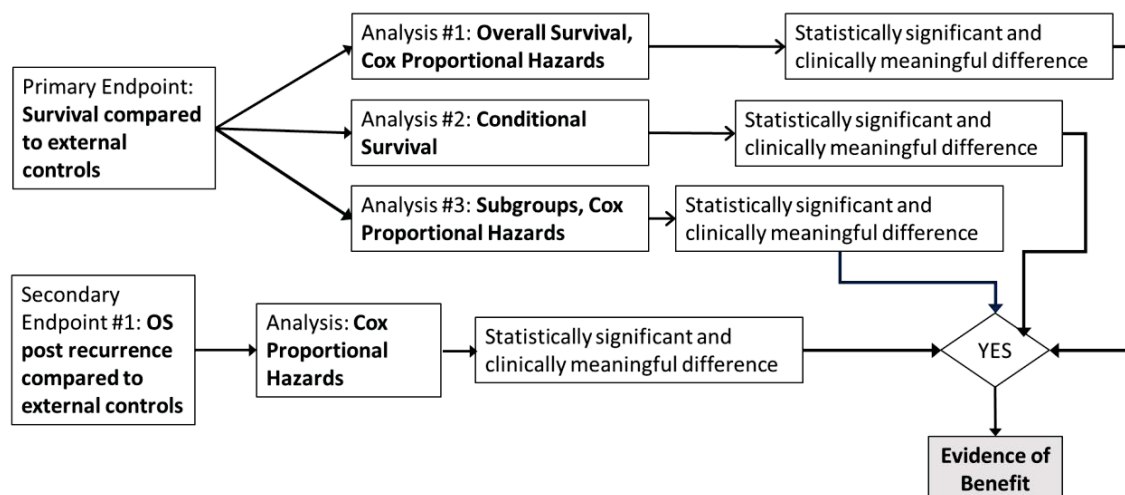 Primary Endpoint:
Survival compared
to external
controls
Analysis #1: Overall Survival,
Cox Proportional Hazards
Statistically significant and
clinically meaningful difference
Analysis #2: Conditional
Survival
Statistically significant and
clinically meaningful difference
Analysis #3: Subgroups, Cox
Proportional Hazards
Statistically significant and
clinically meaningful difference
Secondary
Endpoint #1: OS
post recurrence
compared to
external controls
Analysis: Cox
Proportional
Hazards
Statistically significant and
clinically meaningful difference
YES
Evidence of
Benefit